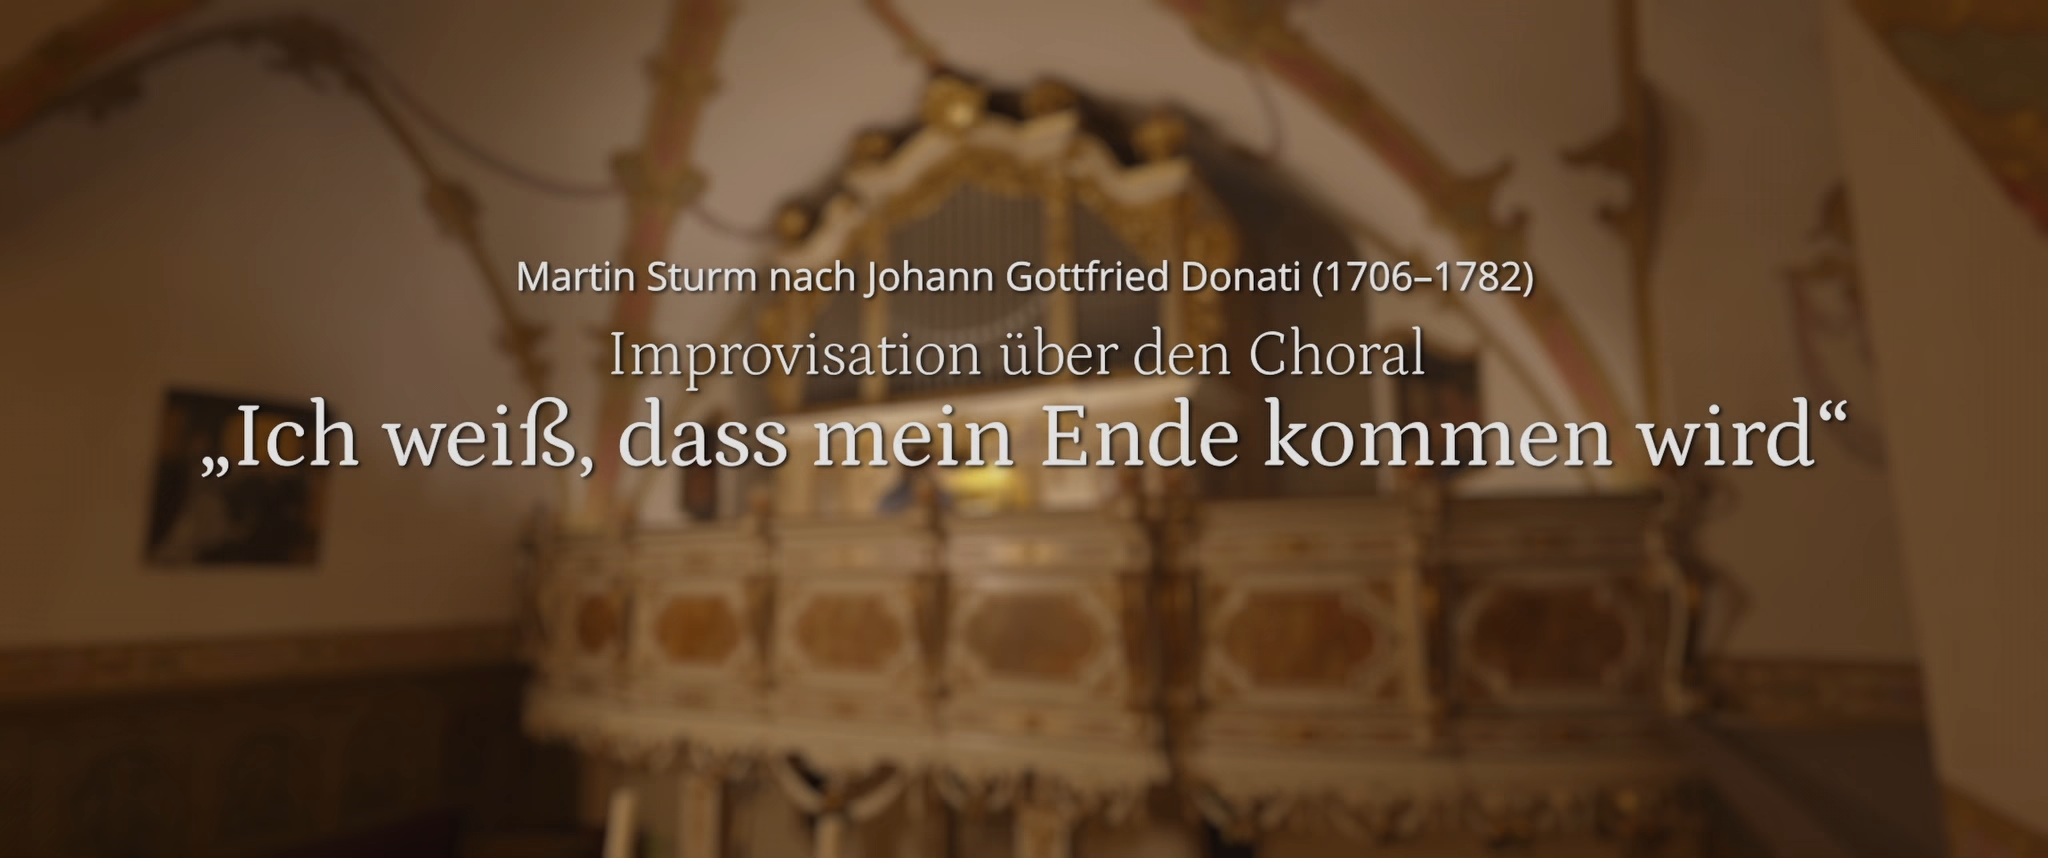 Martin Sturm nach Johann Gottfried Donati (1706–1782)
Improvisation über den Choral
„Ich weiß, dass mein Ende kommen wird“